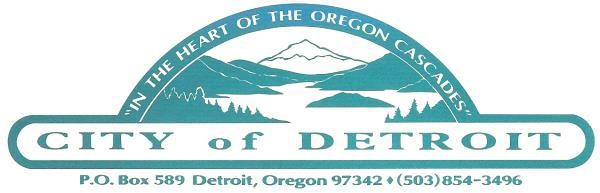 "IN THE HEART OF THE OREGON CASCADES"
CITY of DETROIT
P.O. Box 589 Detroit, Oregon 97342 ♦ (503) 854-3496